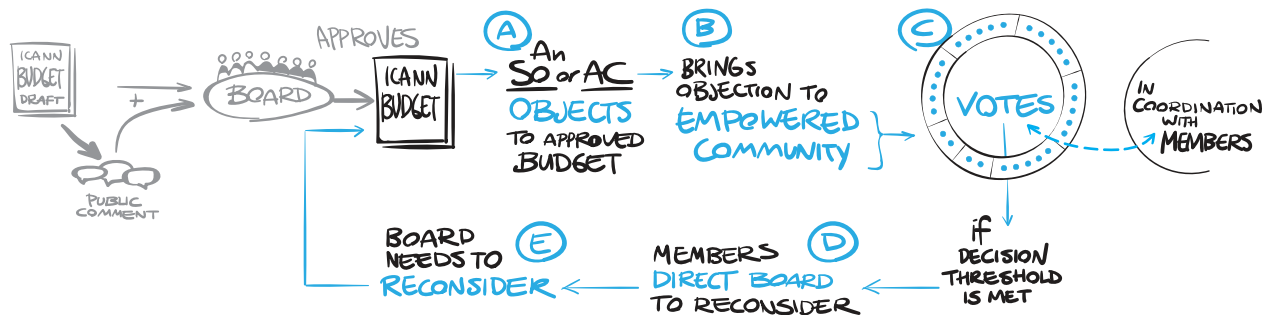 ICANN
BUDGET
DRAFT
+
PUBLIC
COMMENT
BOARD
APPROVES
ICANN
BUDGET
A
An
SO or AC
OBJECTS
TO APPROVED
BUDGET
B
BRINGS
OBJECTION TO
EMPOWERED
COMMUNITY
C
VOTES
IN
COORDINATION
WITH
MEMBERS
if
DECISION
THRESHOLD
IS MET
D
MEMBERS
DIRECT BOARD
TO RECONSIDER
E
BOARD
NEEDS TO
RECONSIDER